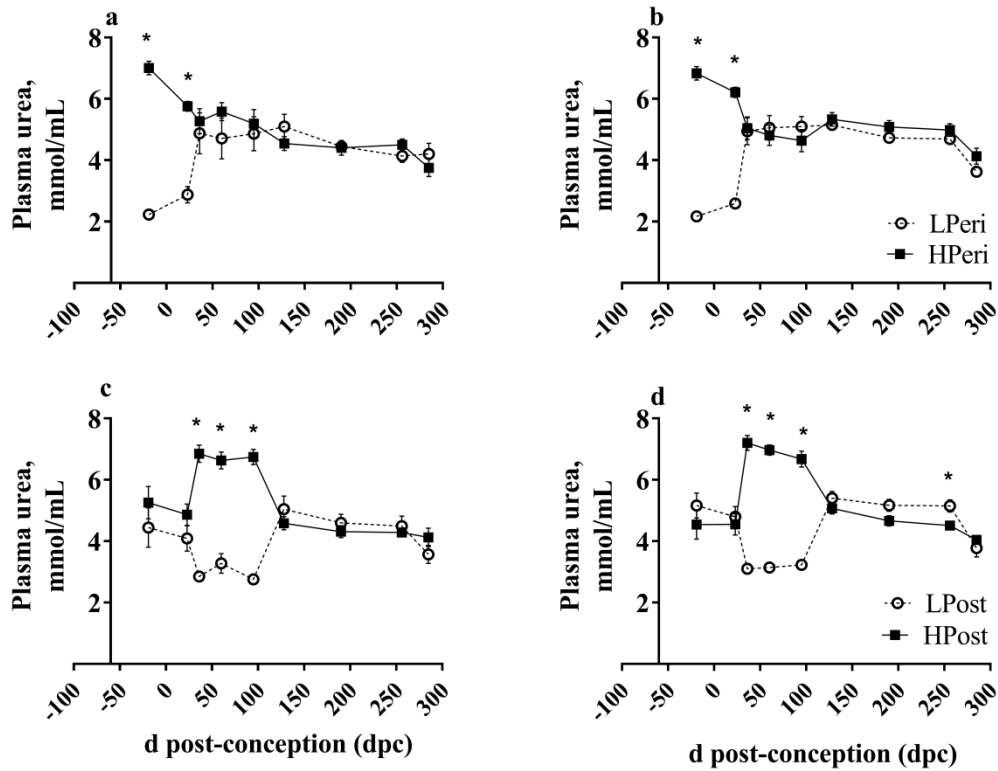 a
b
* *
* *
8
6
4
2
Plasma urea,
mmol/mL
8
6
4
2
Plasma urea,
mmol/mL
LPeri
HPeri
-100 -50 0 50 100 150 200 250 300
-100 -50 0 50 100 150 200 250 300
c
d
* * *
* * * *
8
6
4
2
Plasma urea,
mmol/mL
8
6
4
2
Plasma urea,
mmol/mL
LPost
HPost
-100 -50 0 50 100 150 200 250 300
-100 -50 0 50 100 150 200 250 300
d post-conception (dpc)
d post-conception (dpc)